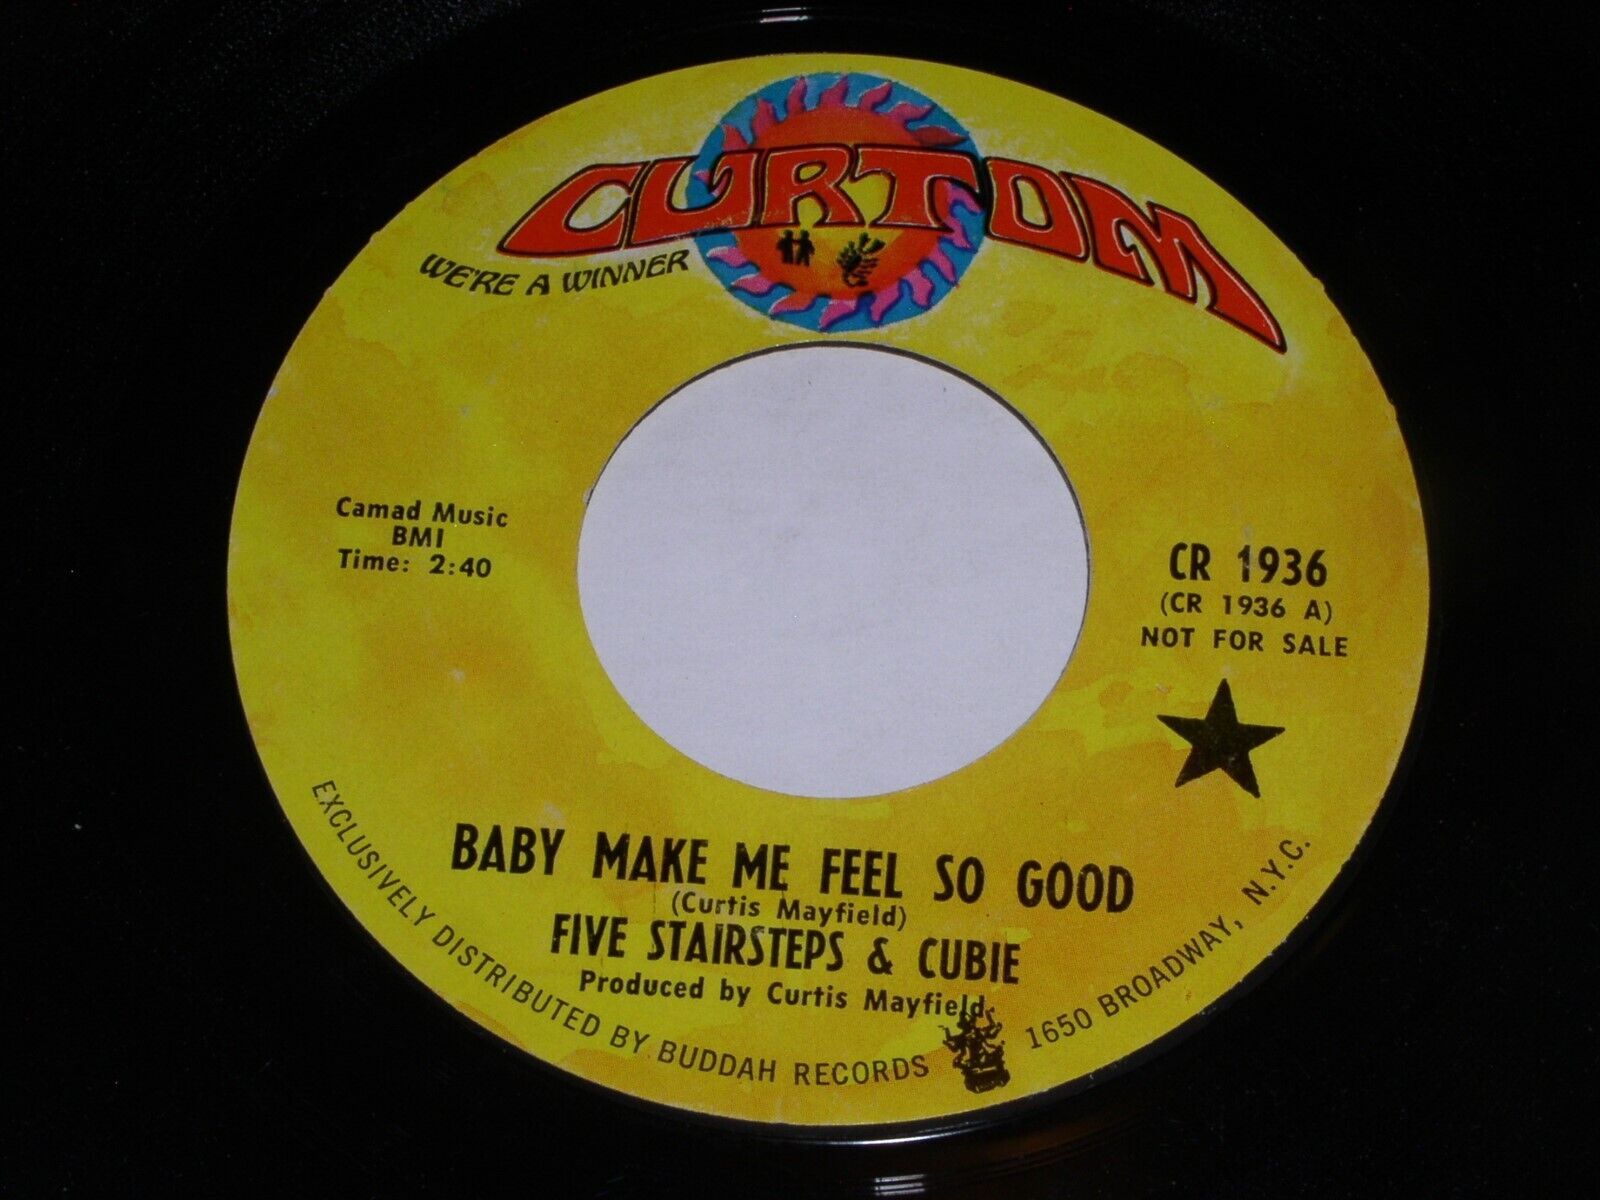 CURTOM
WE'RE A WINNER
Camad Music
BMI
Time: 2:40
CR 1936
(CR 1936 A)
NOT FOR SALE
BABY MAKE ME FEEL SO GOOD
(Curtis Mayfield)
FIVE STAIRSTEPS & CUBIE
Produced by Curtis Mayfield
EXCLUSIVELY DISTRIBUTED BY BUDDAH RECORDS 1650 BROADWAY, N.Y.C.